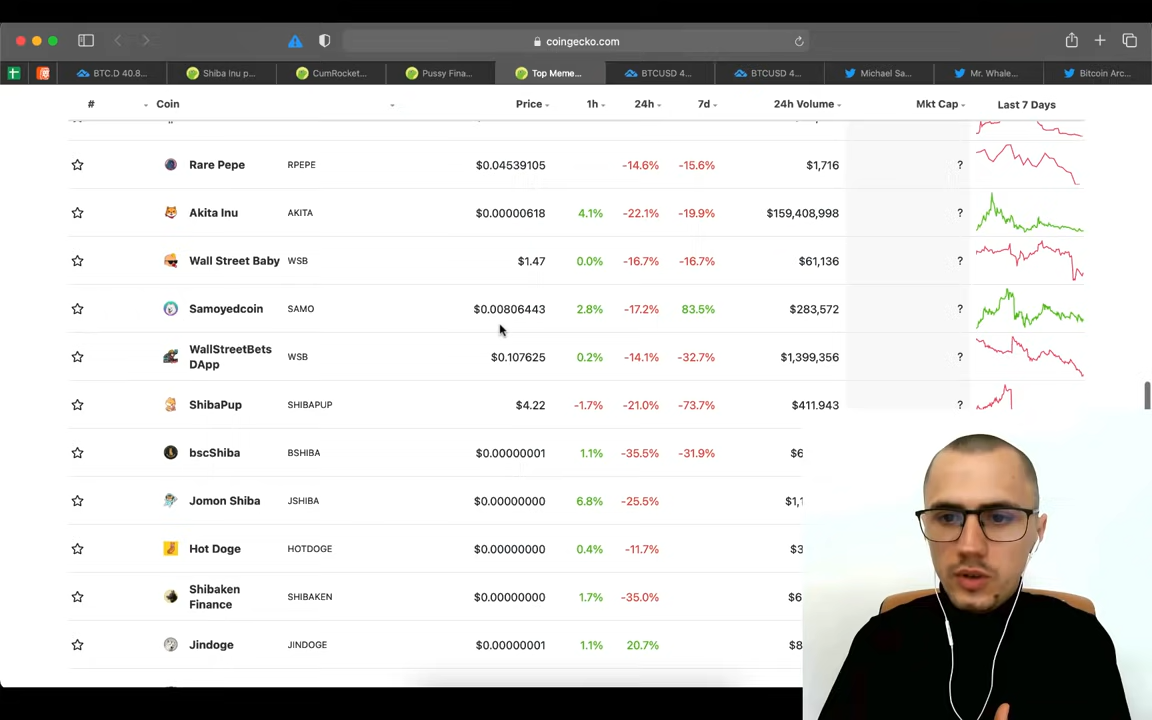 coingecko.com
BTC.D 40.8...
Shiba Inu p...
CumRocket...
Pussy Fina...
Top Meme...
BTCUSD 4...
BTCUSD 4...
Michael Sa...
Mr. Whale...
Bitcoin Arc...
# Coin Price 1h 24h 7d 24h Volume Mkt Cap Last 7 Days
Rare Pepe RPEPE $0.04539105 -14.6% -15.6% $1,716 ?
Akita Inu AKITA $0.00000618 4.1% -22.1% -19.9% $159,408,998 ?
Wall Street Baby WSB $1.47 0.0% -16.7% -16.7% $61,136 ?
Samoyedcoin SAMO $0.00806443 2.8% -17.2% 83.5% $283,572 ?
WallStreetBets
DApp WSB $0.107625 0.2% -14.1% -32.7% $1,399,356 ?
ShibaPup SHIBAPUP $4.22 -1.7% -21.0% -73.7% $411.943 ?
bscShiba BSHIBA $0.00000001 1.1% -35.5% -31.9% $6
Jomon Shiba JSHIBA $0.00000000 6.8% -25.5% $1,1
Hot Doge HOTDOGE $0.00000000 0.4% -11.7% $3
Shibaken
Finance SHIBAKEN $0.00000000 1.7% -35.0% $6
Jindoge JINDOGE $0.00000001 1.1% 20.7% $8